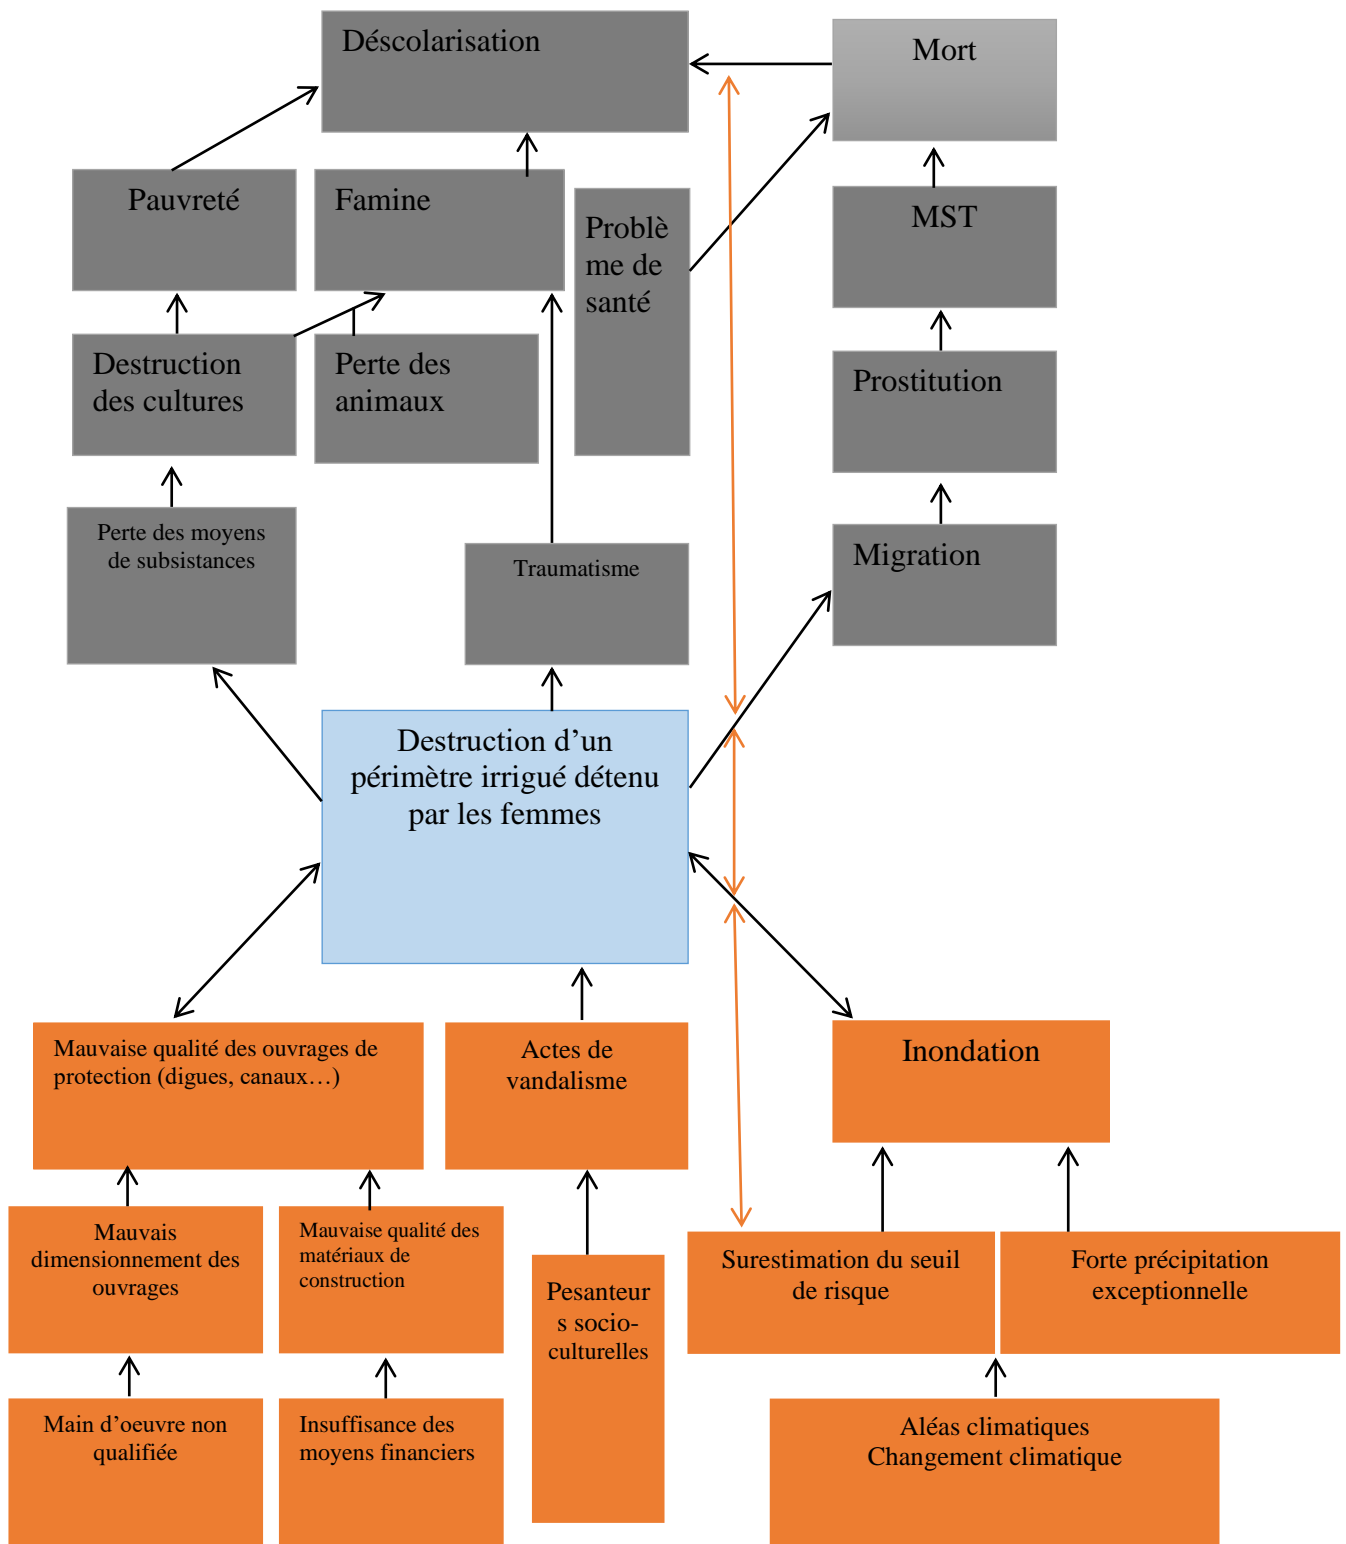 Déscolarisation
Mort
Pauvreté
Famine
Problè
me de
santé
MST
Destruction
des cultures
Perte des
animaux
Prostitution
Perte des moyens
de subsistances
Traumatisme
Migration
Destruction d’un
périmètre irrigué détenu
par les femmes
Mauvaise qualité des ouvrages de
protection (digues, canaux…)
Actes de
vandalisme
Inondation
Mauvais
dimensionnement des
ouvrages
Mauvaise qualité des
matériaux de
construction
Pesanteur
s socio-
culturelles
Surestimation du seuil
de risque
Forte précipitation
exceptionnelle
Main d’oeuvre non
qualifiée
Insuffisance des
moyens financiers
Aléas climatiques
Changement climatique